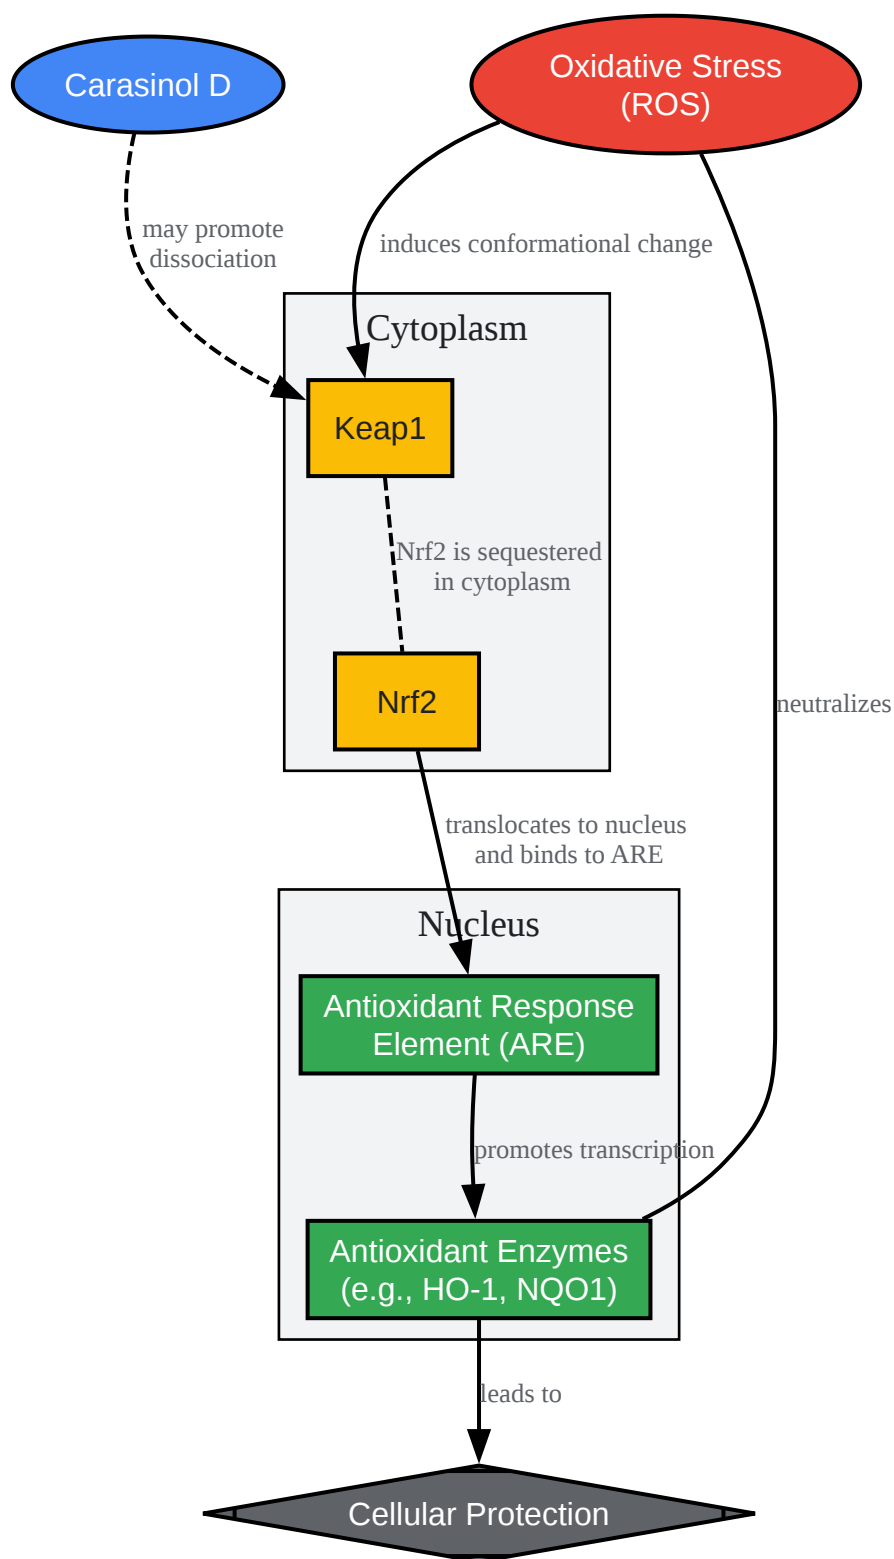 Carasinol D
Oxidative Stress
(ROS)
may promote
dissociation
induces conformational change
Cytoplasm
Keap1
Nrf2 is sequestered
in cytoplasm
Nrf2
neutralizes
translocates to nucleus
and binds to ARE
Nucleus
Antioxidant Response
Element (ARE)
promotes transcription
Antioxidant Enzymes
(e.g., HO-1, NQO1)
leads to
Cellular Protection